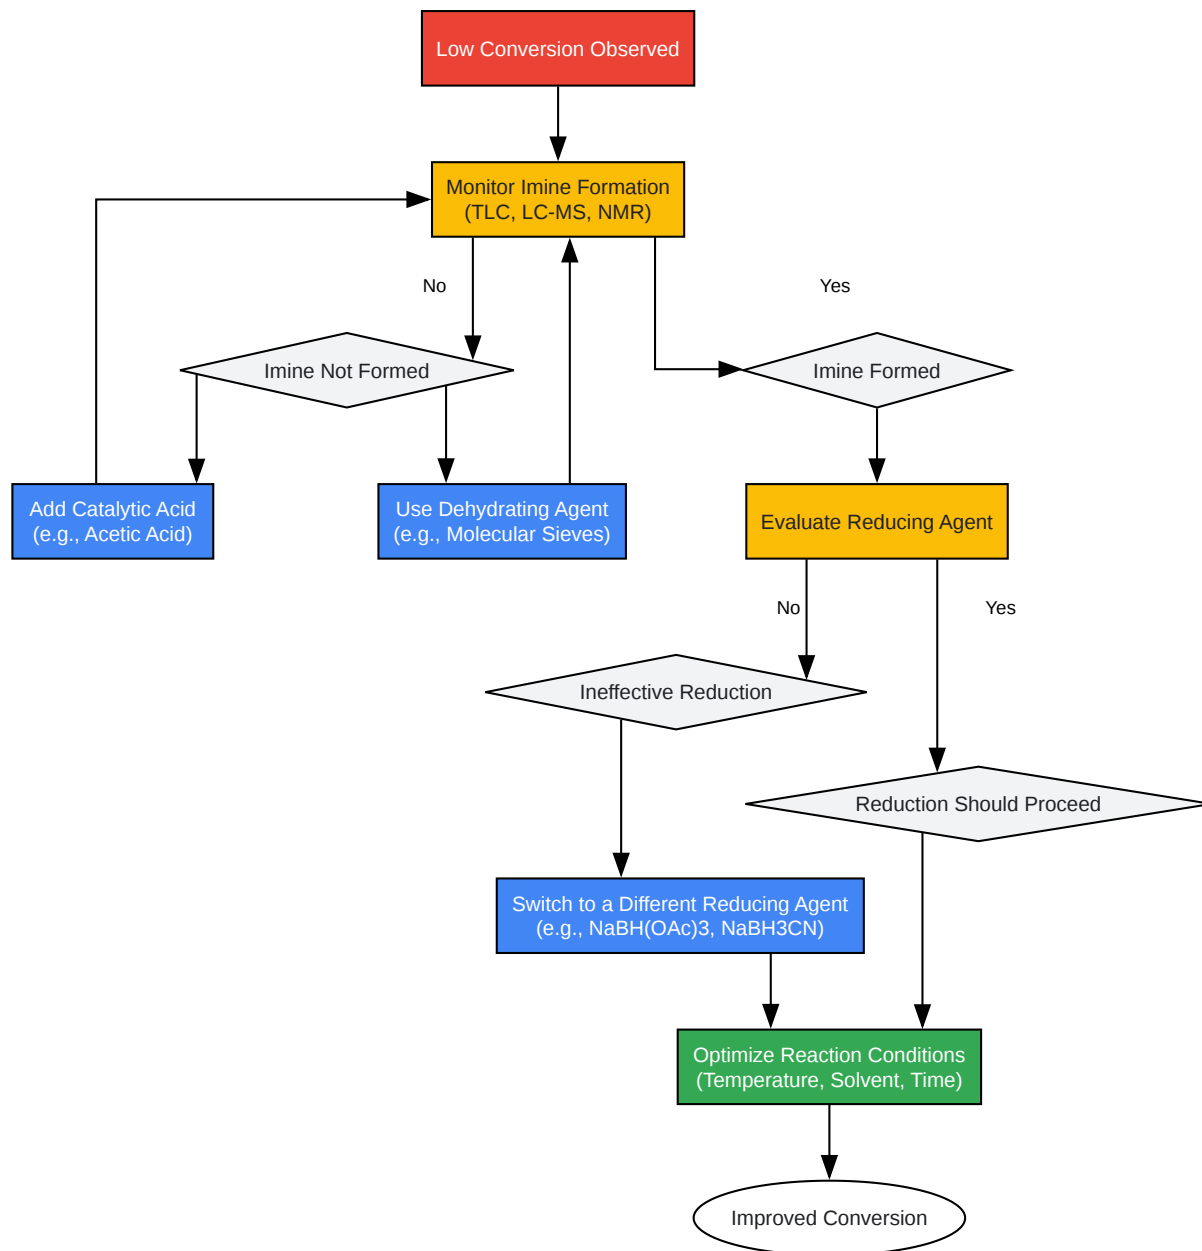 Low Conversion Observed
Monitor Imine Formation
(TLC, LC-MS, NMR)
No
Yes
Imine Not Formed
Imine Formed
Add Catalytic Acid
(e.g., Acetic Acid)
Use Dehydrating Agent
(e.g., Molecular Sieves)
Evaluate Reducing Agent
No
Yes
Ineffective Reduction
Reduction Should Proceed
Switch to a Different Reducing Agent
(e.g., NaBH(OAc)3, NaBH3CN)
Optimize Reaction Conditions
(Temperature, Solvent, Time)
Improved Conversion